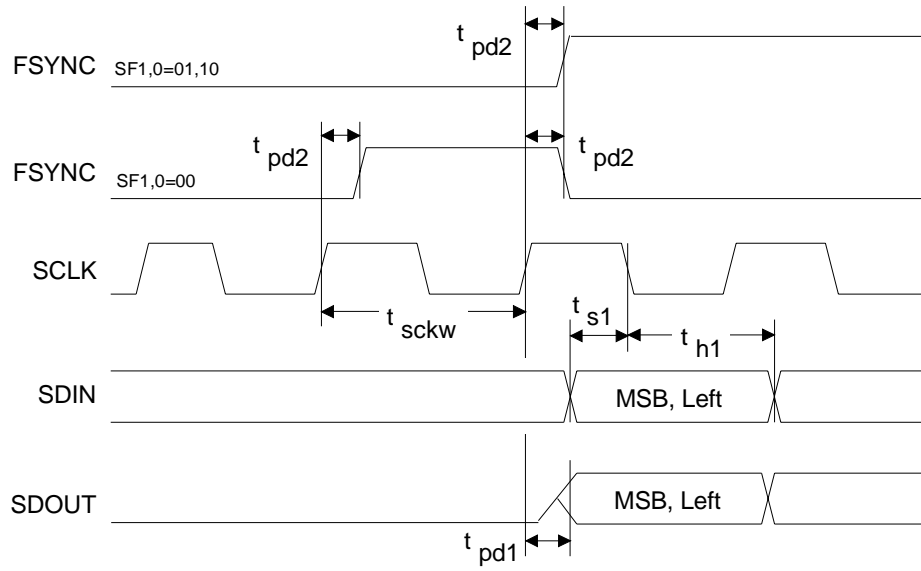 t pd2
FSYNC SF1,0=01,10
t pd2 t pd2
FSYNC SF1,0=00
SCLK
t sckw t s1 t h1
SDIN MSB, Left
SDOUT MSB, Left
t pd1